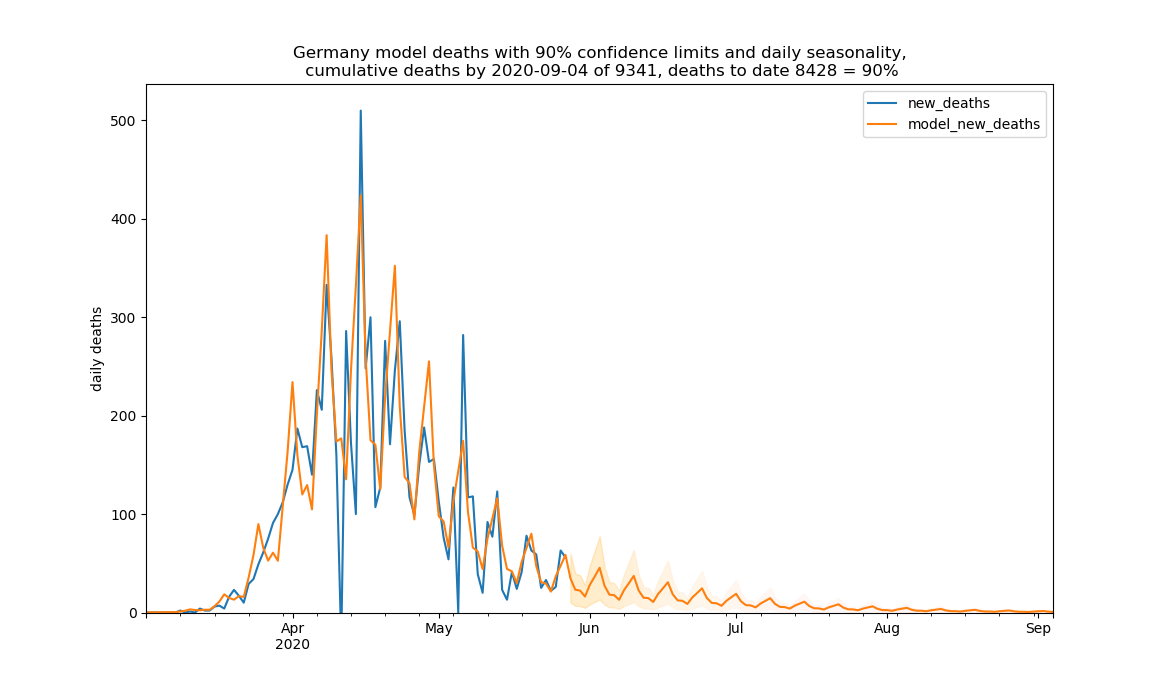 Germany model deaths with 90% confidence limits and daily seasonality,
cumulative deaths by 2020-09-04 of 9341, deaths to date 8428 = 90%
new_deaths
model_new_deaths
daily deaths
500
400
300
200
100
0
Apr
2020
May
Jun
Jul
Aug
Sep